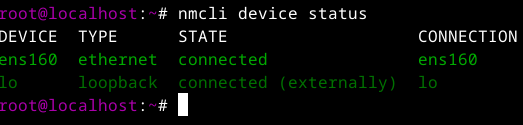 root@localhost:~# nmcli device status
DEVICE  TYPE      STATE                   CONNECTION
ens160  ethernet  connected               ens160
lo      loopback  connected (externally)  lo
root@localhost:~#